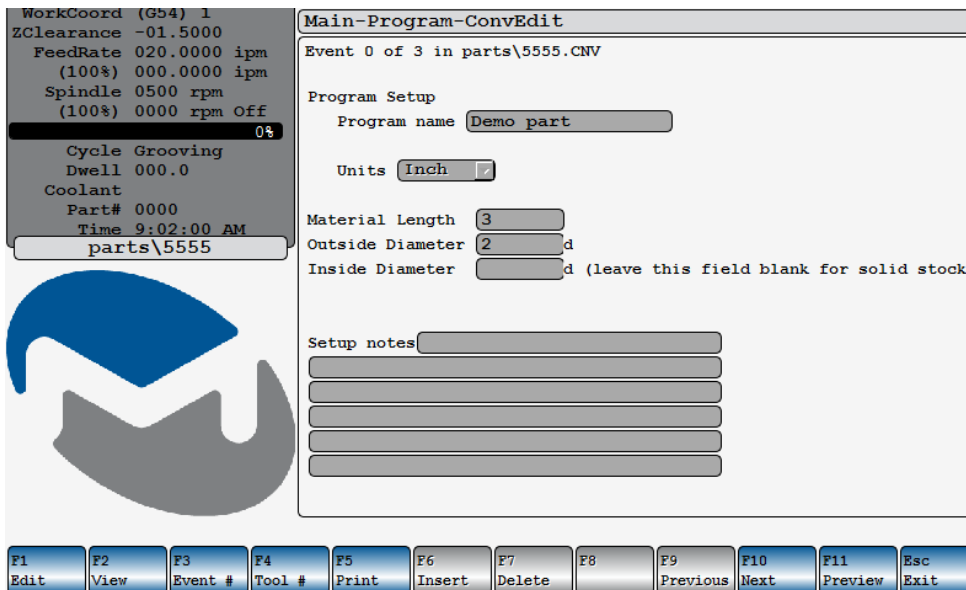 WorkCoord (G54) 1
ZClearance -01.5000
FeedRate 020.0000 ipm
(100%) 000.0000 ipm
Spindle 0500 rpm
(100%) 0000 rpm Off
0%
Cycle Grooving
Dwell 000.0
Coolant
Part# 0000
Time 9:02:00 AM
parts\5555
Main-Program-ConvEdit
Event 0 of 3 in parts\5555.CNV
Program Setup
Program name Demo part
Units Inch
Material Length 3
Outside Diameter 2 d
Inside Diameter d (leave this field blank for solid stock
Setup notes
F1 F2 F3 F4 F5 F6 F7 F8 F9 F10 F11 Esc
Edit View Event # Tool # Print Insert Delete Previous Next Preview Exit